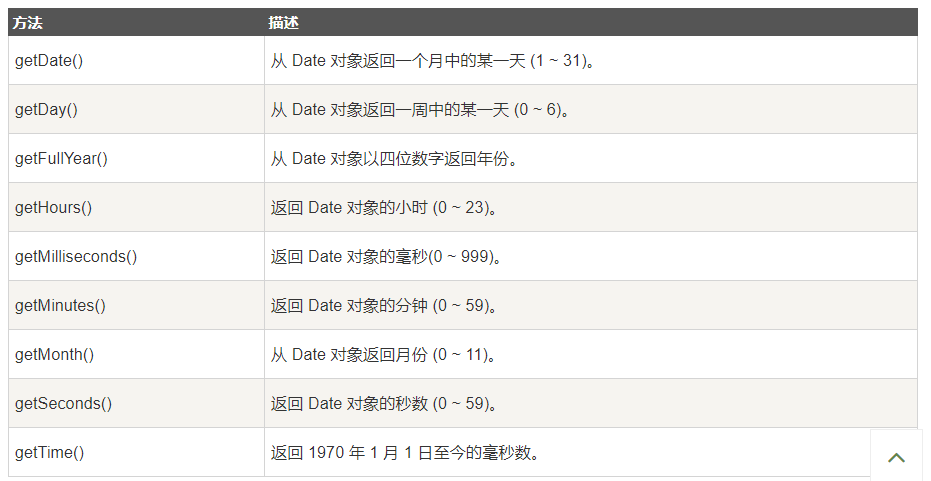 方法 描述
getDate() 从 Date 对象返回一个月中的某一天 (1 ~ 31)。
getDay() 从 Date 对象返回一周中的某一天 (0 ~ 6)。
getFullYear() 从 Date 对象以四位数字返回年份。
getHours() 返回 Date 对象的小时 (0 ~ 23)。
getMilliseconds() 返回 Date 对象的毫秒(0 ~ 999)。
getMinutes() 返回 Date 对象的分钟 (0 ~ 59)。
getMonth() 从 Date 对象返回月份 (0 ~ 11)。
getSeconds() 返回 Date 对象的秒数 (0 ~ 59)。
getTime() 返回 1970 年 1 月 1 日至今的毫秒数。